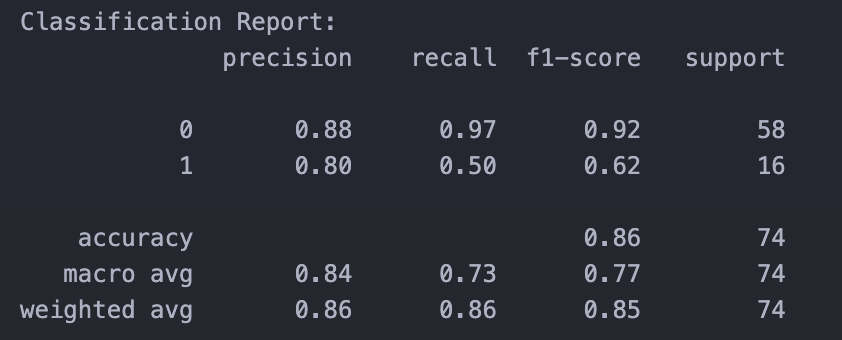 Classification Report:
precision recall f1-score support
0 0.88 0.97 0.92 58
1 0.80 0.50 0.62 16
accuracy 0.86 74
macro avg 0.84 0.73 0.77 74
weighted avg 0.86 0.86 0.85 74